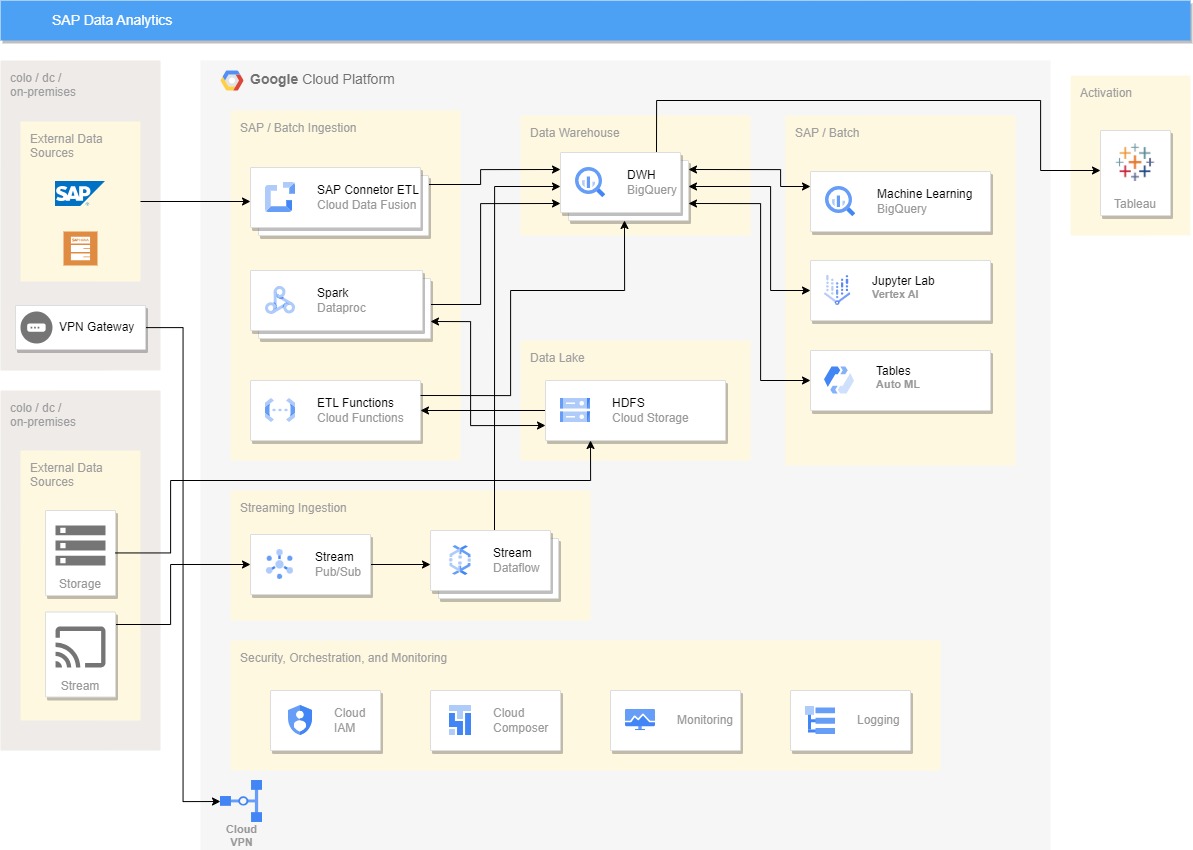 SAP Data Analytics
colo / dc /
on-premises
External Data
Sources
SAP
VPN Gateway
colo / dc /
on-premises
External Data
Sources
Storage
Stream
Google Cloud Platform
SAP / Batch Ingestion
SAP Connetor ETL
Cloud Data Fusion
Spark
Dataproc
ETL Functions
Cloud Functions
Data Warehouse
DWH
BigQuery
Data Lake
HDFS
Cloud Storage
SAP / Batch
Machine Learning
BigQuery
Jupyter Lab
Vertex AI
Tables
Auto ML
Activation
Tableau
Streaming Ingestion
Stream
Pub/Sub
Stream
Dataflow
Security, Orchestration, and Monitoring
Cloud
IAM
Cloud
Composer
Monitoring
Logging
Cloud
VPN